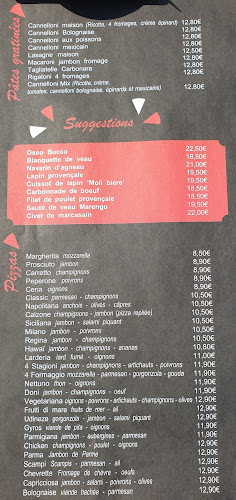 Pâtes gratinées
Cannelloni maison (Ricotta, 4 fromages, crème épinard) 12,80€
Cannelloni Bolognaise 12,80€
Cannelloni aux poissons 12,80€
Cannelloni mexicain 12,80€
Lasagne maison 12,80€
Macaroni jambon fromage 12,80€
Tagliatelle Carbonara 12,80€
Rigatoni 4 fromages 12,80€
Cannelloni Mix (Ricotta, crème, 12,80€
tomates, cannelloni bolognaise, épinards et mexicains)
Suggestions
Osso Bucco 22,50€
Blanquette de veau 18,50€
Navarin d'agneau 21,00€
Lapin provençale 19,50€
Cuissot de lapin "Moli biere" 19,50€
Carbonnade de boeuf 18,50€
Filet de poulet provençale 18,50€
Sauté de veau Marengo 19,50€
Civet de marcassin 22,00€
Pizzas
Margherita mozzarella 8,50€
Prosciuto jambon 8,90€
Carretto champignons 8,90€
Peperone poivrons 8,90€
Cena oignons 8,90€
Classic parmesan - champignons 10,50€
Napolitana anchois - olives - câpres 10,50€
Calzone champignons - jambon (pizza repliée) 10,50€
Siciliana jambon - salami piquant 10,50€
Milano jambon - poivrons 10,50€
Regina jambon - champignons 10,50€
Hawaï jambon - champignons - ananas 10,80€
Larderia lard fumé - oignons 11,00€
4 Stagioni jambon - champignons - artichauts - poivrons 11,90€
4 Formaggio mozzarella - parmesan - gorgonzola - gouda 11,90€
Nettuno thon - oignons 11,90€
Doni jambon - champignons - oeuf 11,90€
Vegetariana oignons - poivrons - artichauts - champignons - olives 12,90€
Frutti di mare fruits de mer - ail 12,90€
Udineza gorgonzola - jambon - salami piquant 12,90€
Gyros viande de pita - oignons 11,90€
Parmigiana jambon - aubergines - parmesan 11,90€
Chicken champignons - poulet - oignons 11,90€
Parma Jambon de Parme 12,90€
Scampi Scampis - parmesan - ail 12,90€
Chevrette Fromage de chèvre - oeufs 12,90€
Capricciosa jambon - salami - poivrons - olives 12,90€
Bolognaise viande hachée - parmesan 12,90€